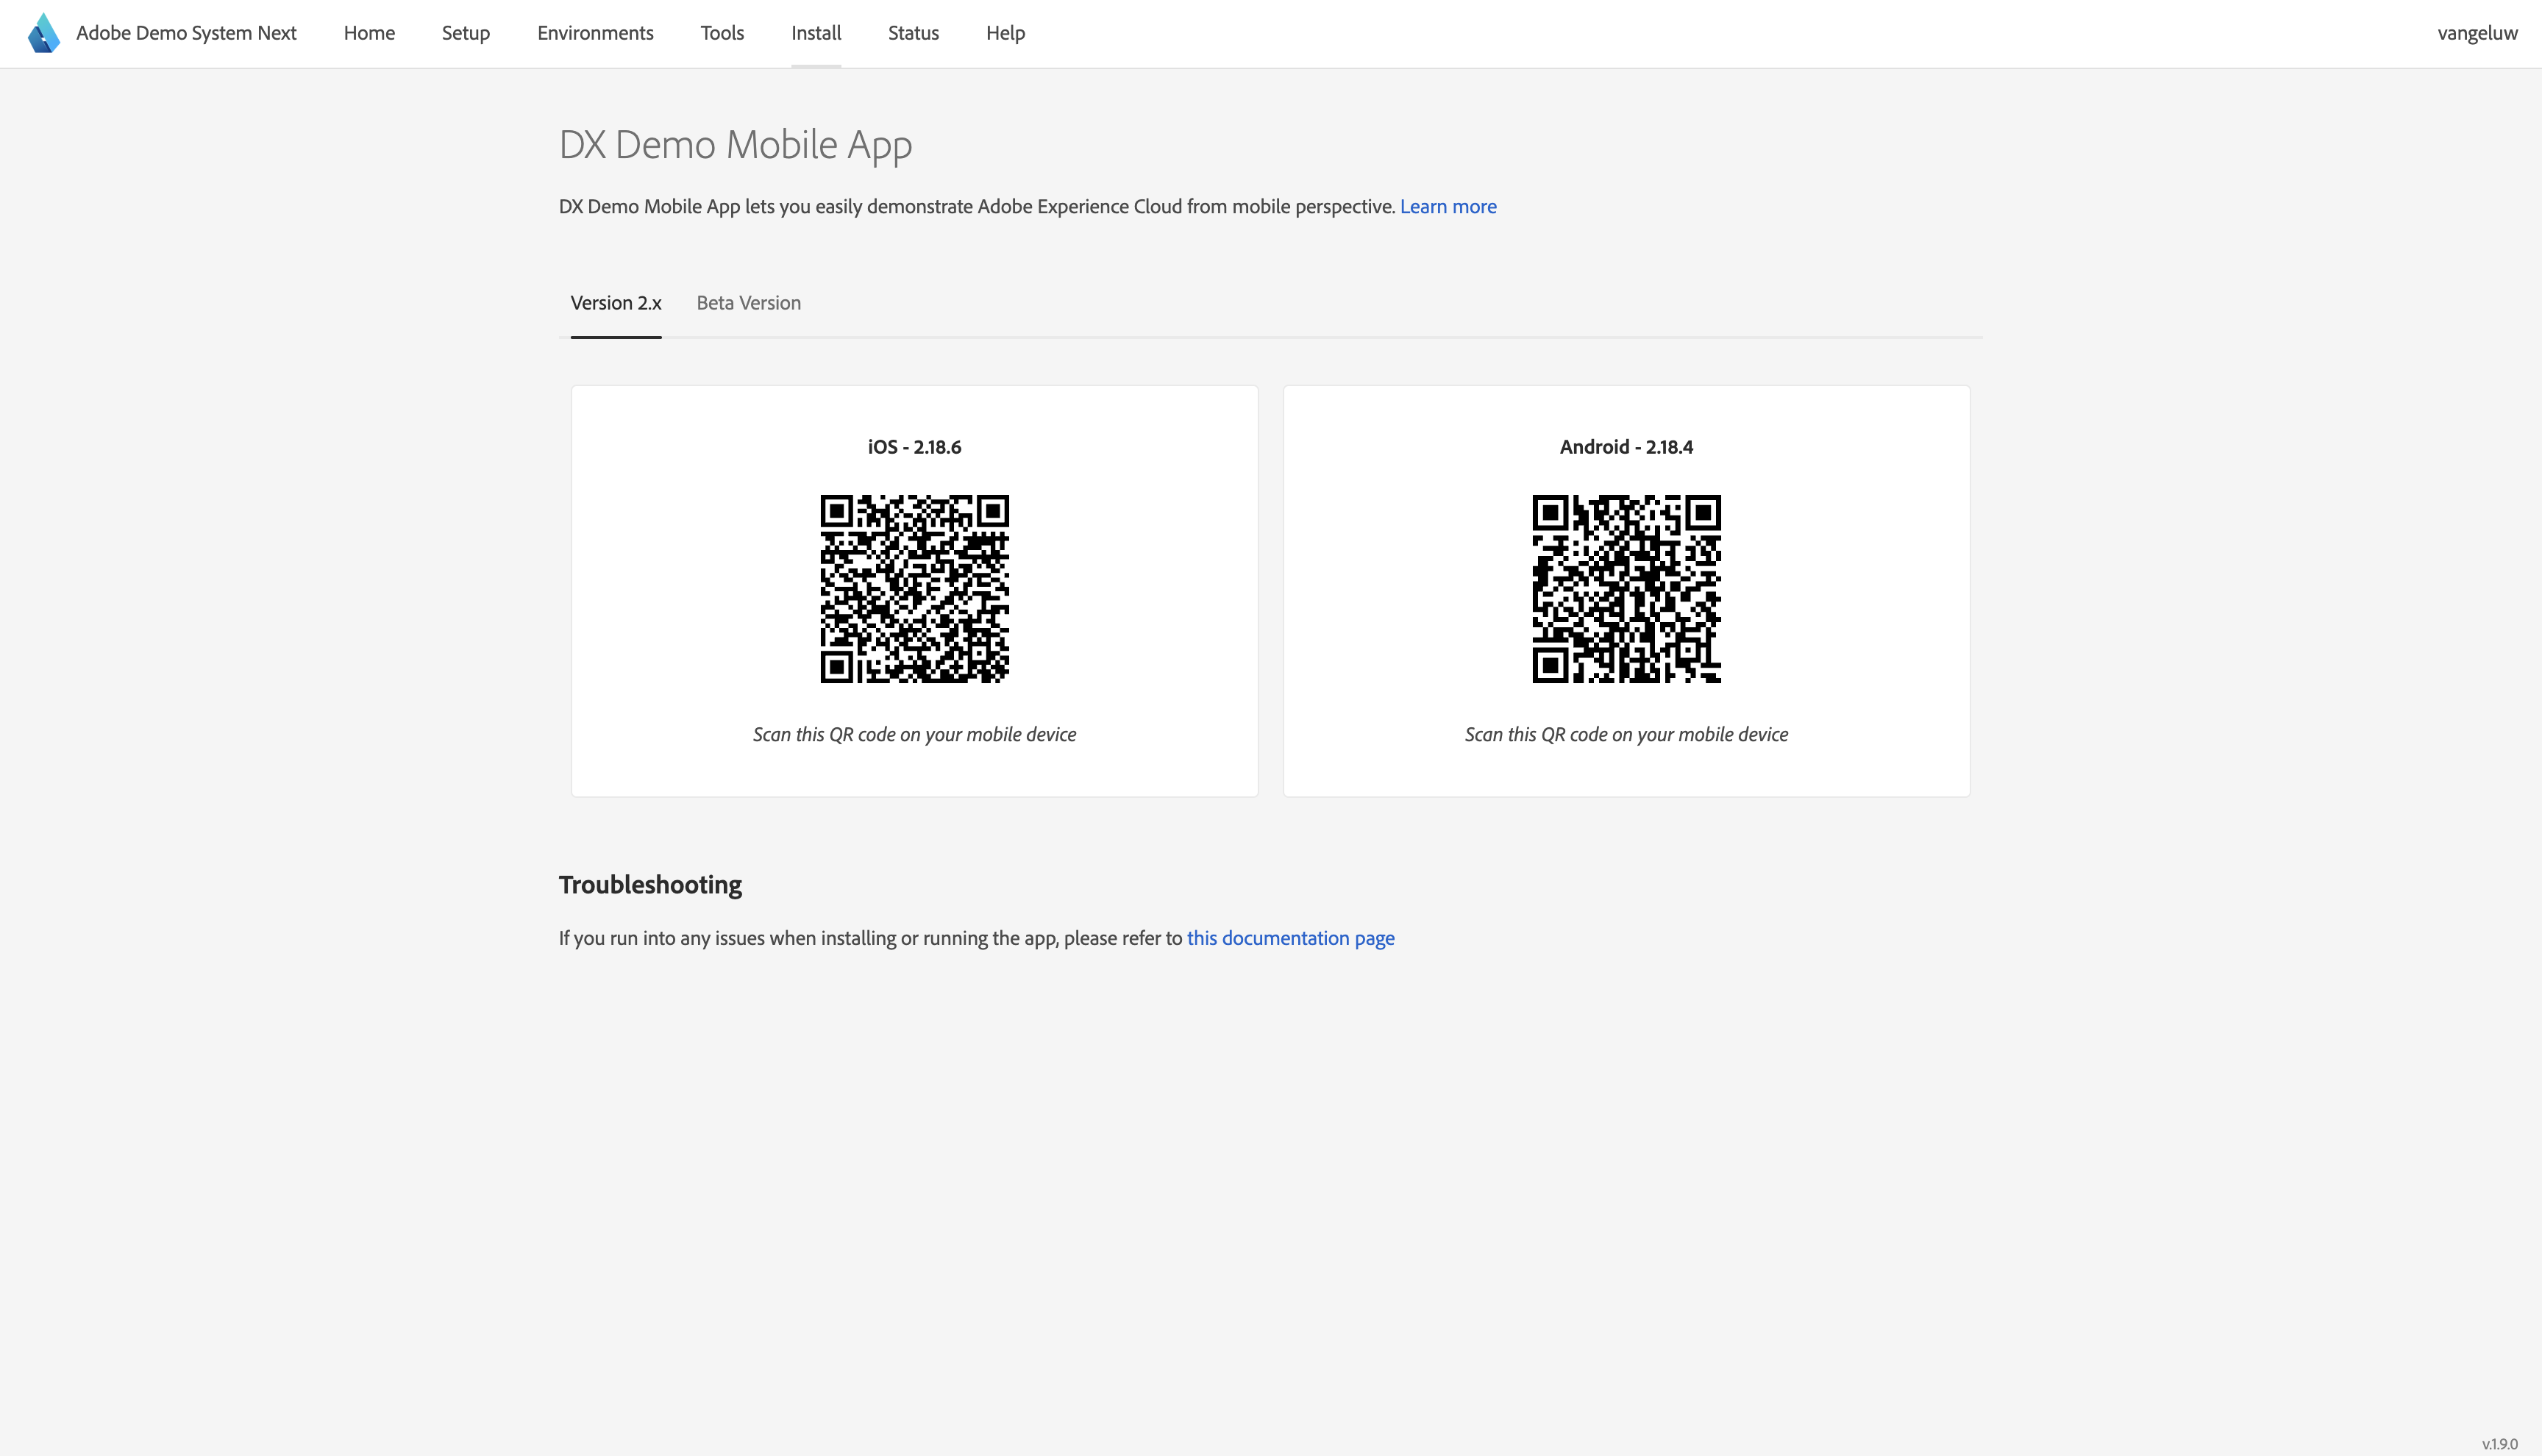 Adobe Demo System Next Home Setup Environments Tools Install Status Help vangeluw
DX Demo Mobile App
DX Demo Mobile App lets you easily demonstrate Adobe Experience Cloud from mobile perspective. Learn more
Version 2.x Beta Version
iOS - 2.18.6
Scan this QR code on your mobile device
Android - 2.18.4
Scan this QR code on your mobile device
Troubleshooting
If you run into any issues when installing or running the app, please refer to this documentation page
v.1.9.0